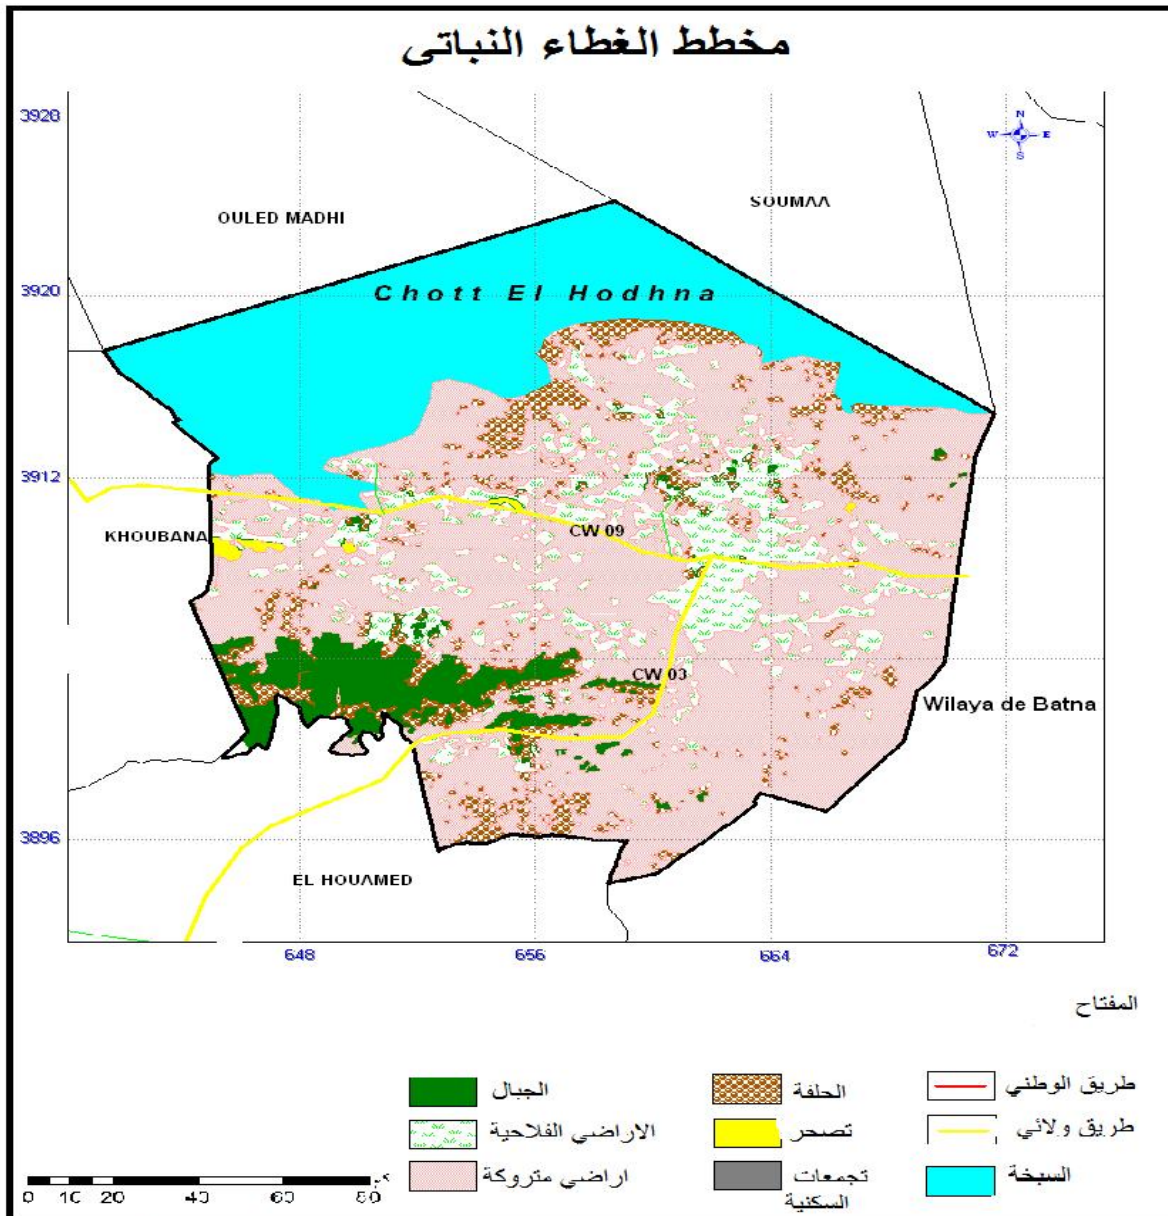 مخطط الغطاء النباتى
3928
N
W E
S
SOUMAA
OULED MADHI
3920
Chott El Hodhna
3912
KHOUBANA
CW 09
CW 03
Wilaya de Batna
3896
EL HOUAMED
648 656 664 672
المفتاح
طريق الوطني
الحلفة
الجبال
طريق ولائي
تصحر
الاراضي الفلاحية
السبخة
تجمعات
السكنية
اراضي متروكة
0 10 20 40 60 80 كم